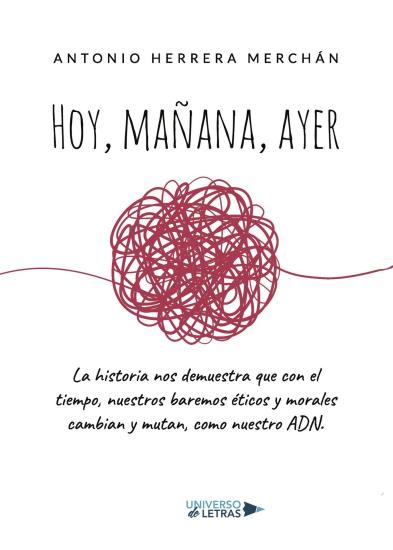 ANTONIO HERRERA MERCHÁN
HOY, MAÑANA, AYER
La historia nos demuestra que con el
tiempo, nuestros baremos éticos y morales
cambian y mutan, como nuestro ADN.
UNIVERSO
de LETRAS